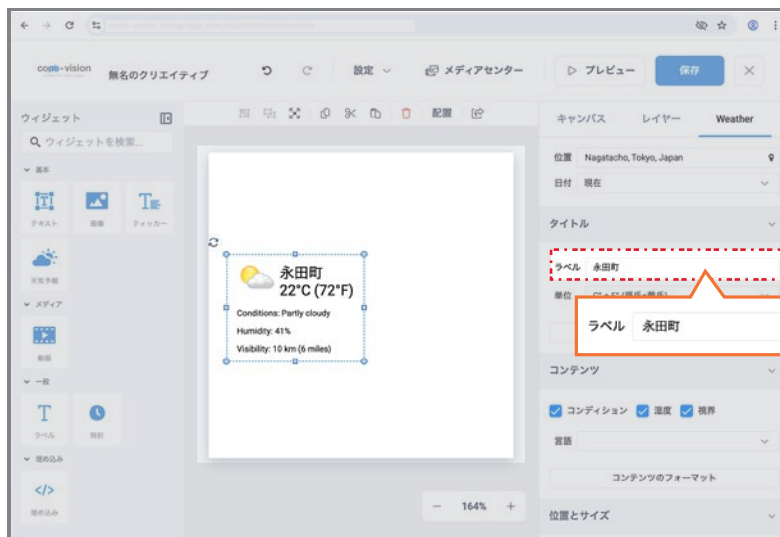 cons-vision
無名のクリエイティブ
設定
メディアセンター
プレビュー
保存
ウィジェット
ウィジェットを検索...
基本
テキスト
画像
ティッカー
天気予報
メディア
動画
一般
T
ラベル
時計
埋め込み
</>
埋め込み
配置
永田町
22°C (72°F)
Conditions: Partly cloudy
Humidity: 41%
Visibility: 10 km (6 miles)
164%
キャンバス
レイヤー
Weather
位置 Nagatacho, Tokyo, Japan
日付 現在
タイトル
ラベル 永田町
単位
ラベル 永田町
コンテンツ
コンディション 湿度 視界
言語
コンテンツのフォーマット
位置とサイズ